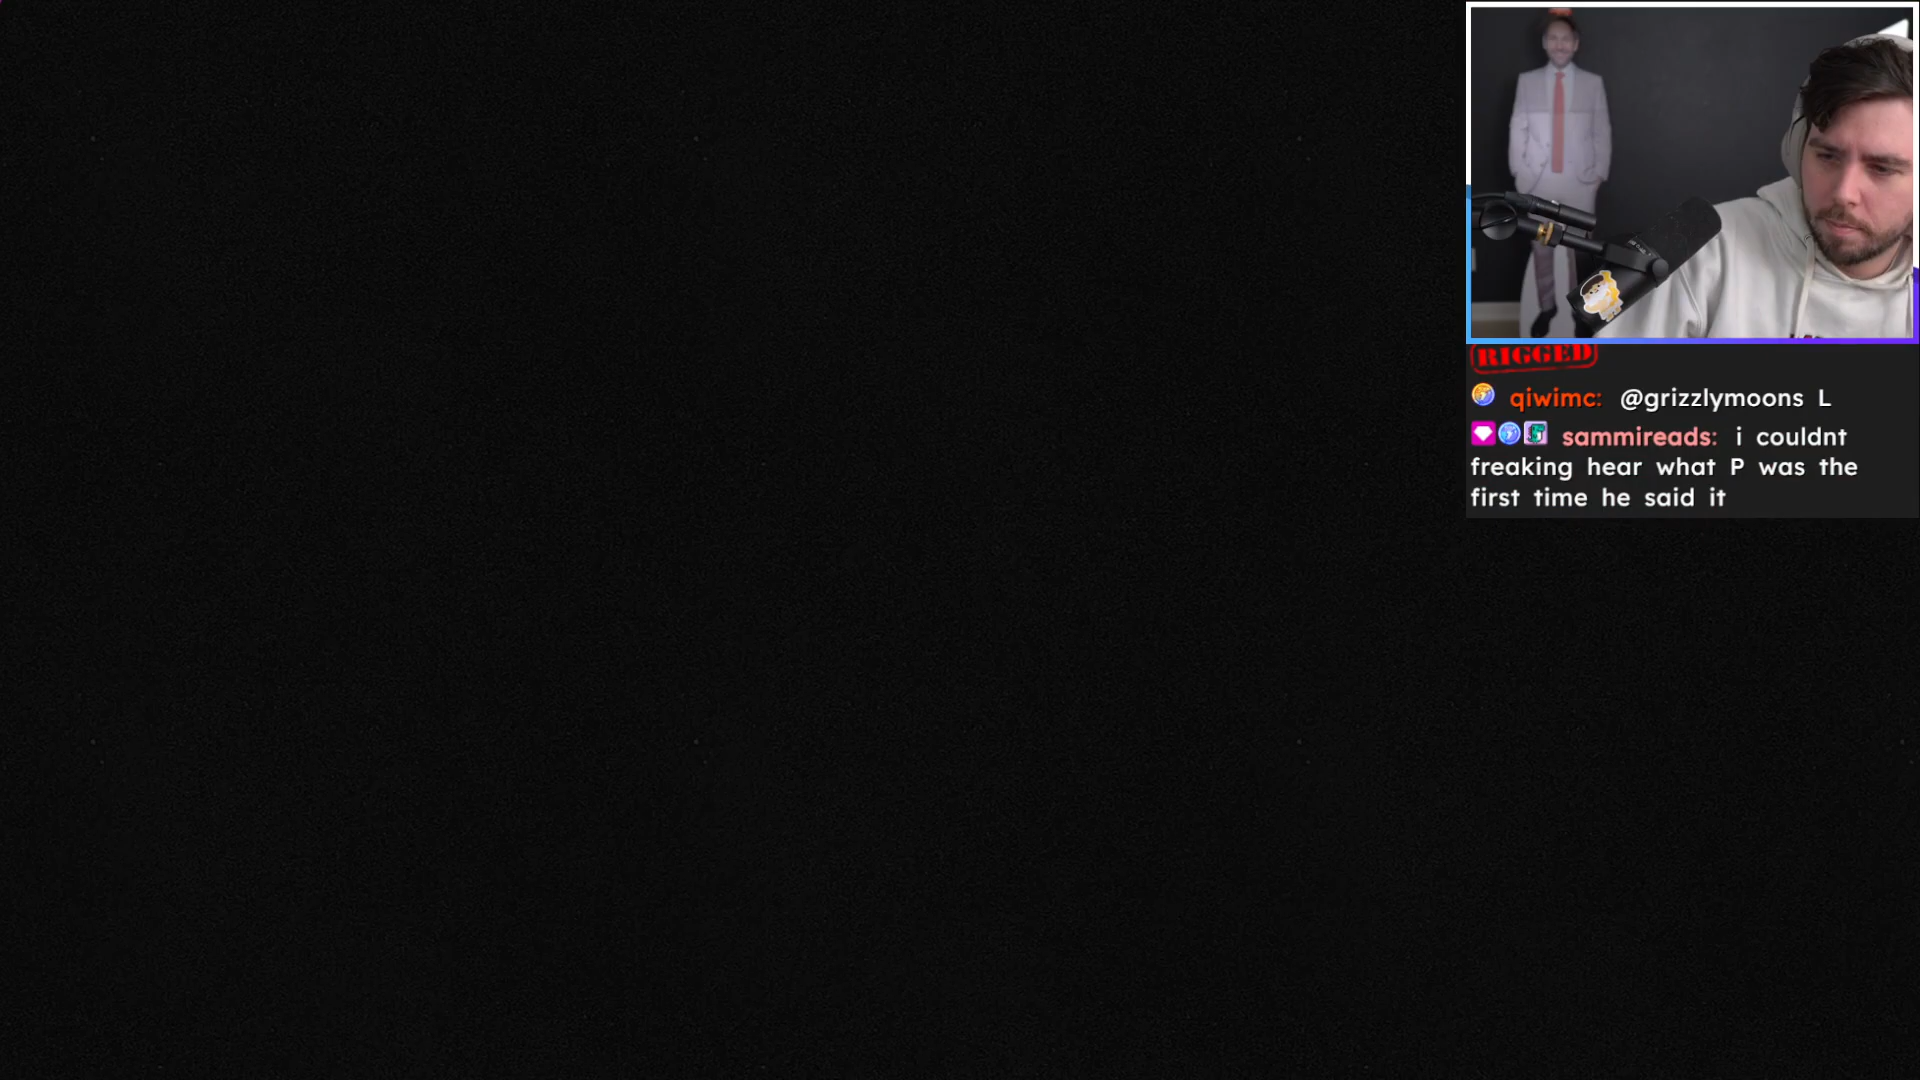 RIGGED
qiwimc: @grizzlymoons L
sammireads: i couldnt
freaking hear what P was the
first time he said it